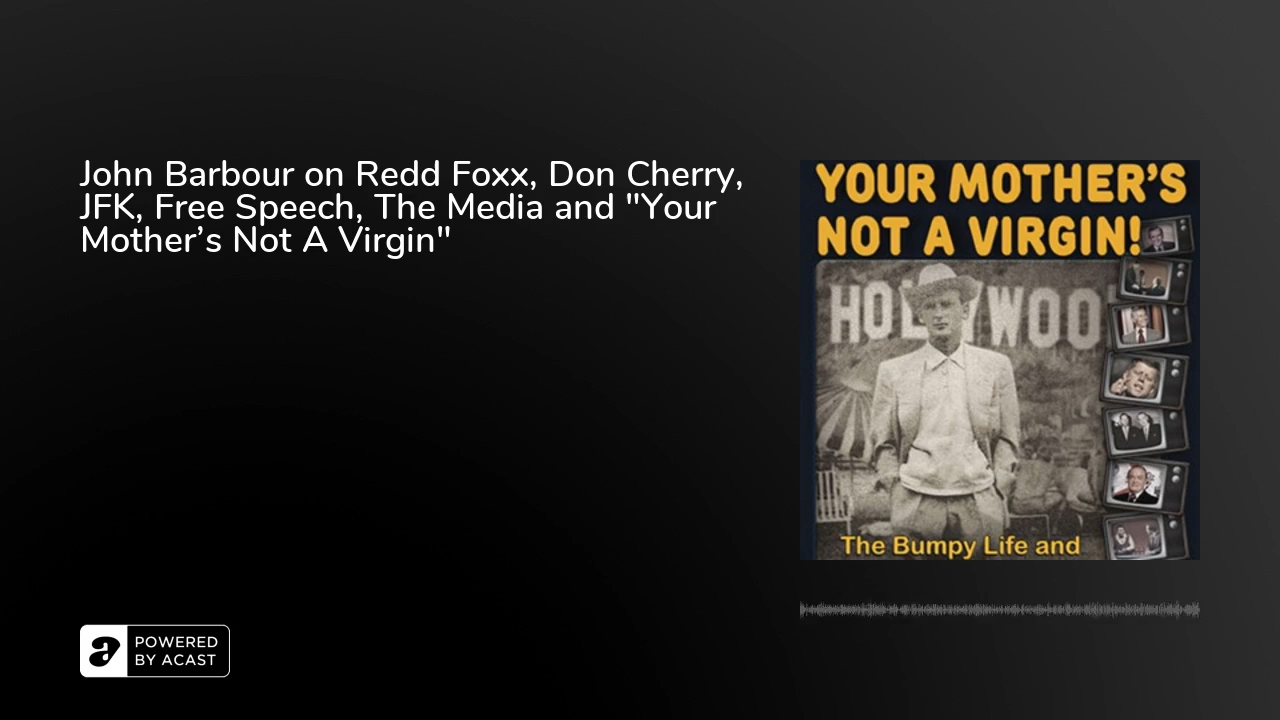 John Barbour on Redd Foxx, Don Cherry,
JFK, Free Speech, The Media and "Your
Mother’s Not A Virgin"
YOUR MOTHER’S
NOT A VIRGIN!
HOLLYWOO
The Bumpy Life and
a POWERED
BY ACAST